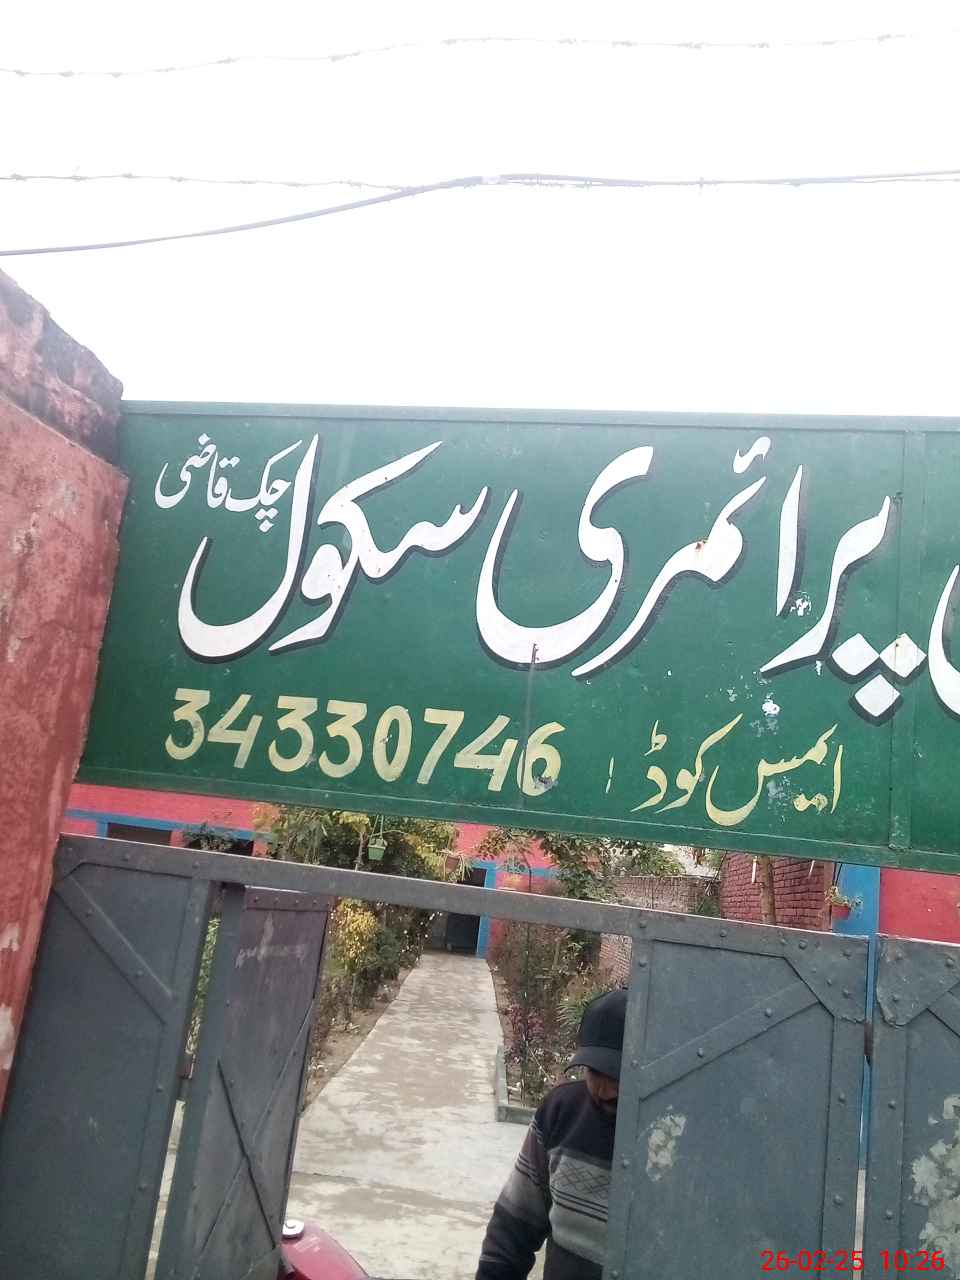 پرائمری سکول چک قاضی
ایمس کوڈ 34330746
26-02-25 10:26